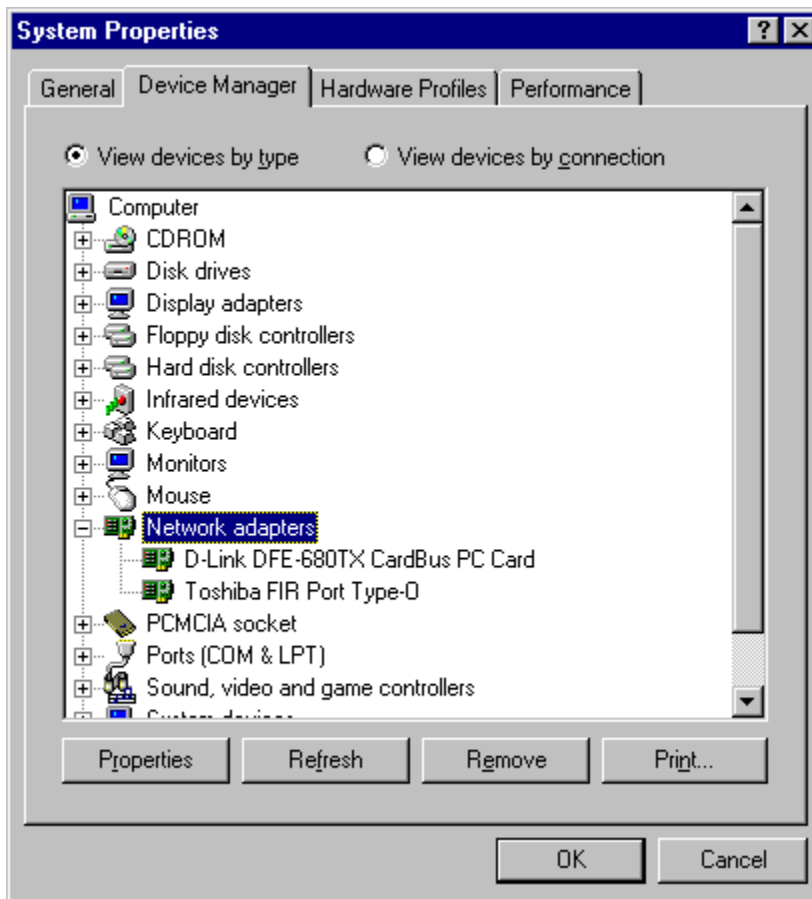 System Properties
General Device Manager Hardware Profiles Performance
View devices by type View devices by connection
Computer
CDROM
Disk drives
Display adapters
Floppy disk controllers
Hard disk controllers
Infrared devices
Keyboard
Monitors
Mouse
Network adapters
D-Link DFE-680TX CardBus PC Card
Toshiba FIR Port Type-O
PCMCIA socket
Ports (COM & LPT)
Sound, video and game controllers
System devices
Properties Refresh Remove Print...
OK Cancel